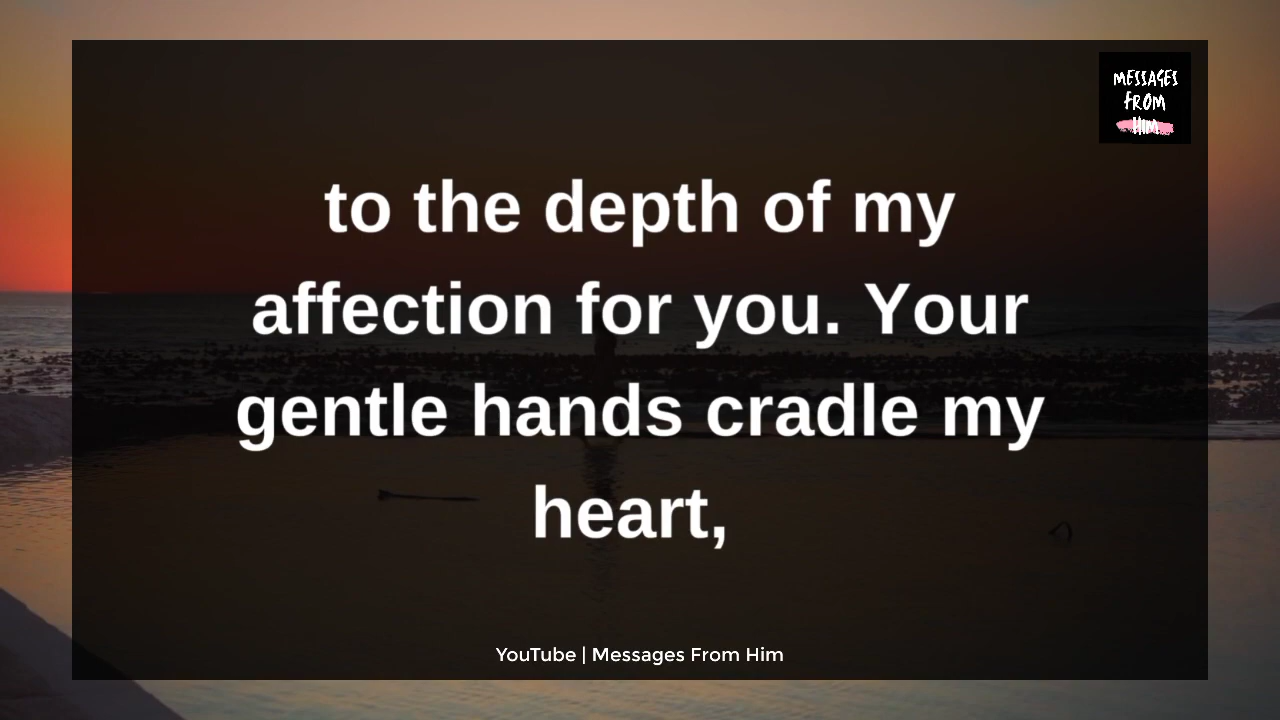 MESSAGES
FROM
HIM
to the depth of my
affection for you. Your
gentle hands cradle my
heart,
YouTube | Messages From Him